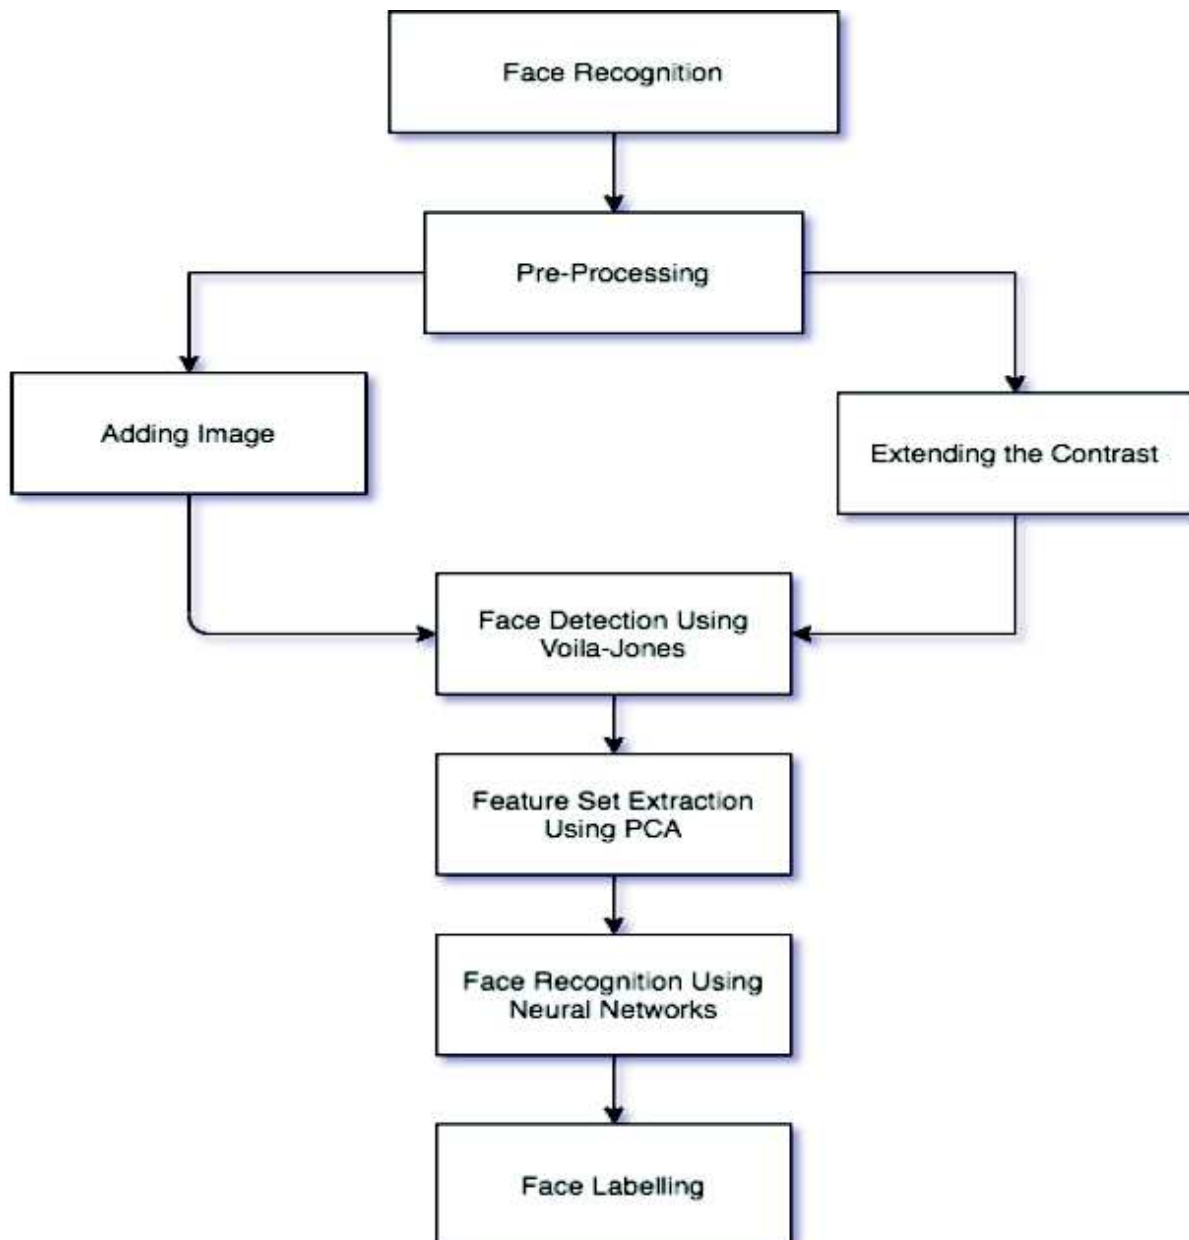 Face Recognition
Pre-Processing
Adding Image
Extending the Contrast
Face Detection Using
Voila-Jones
Feature Set Extraction
Using PCA
Face Recognition Using
Neural Networks
Face Labelling